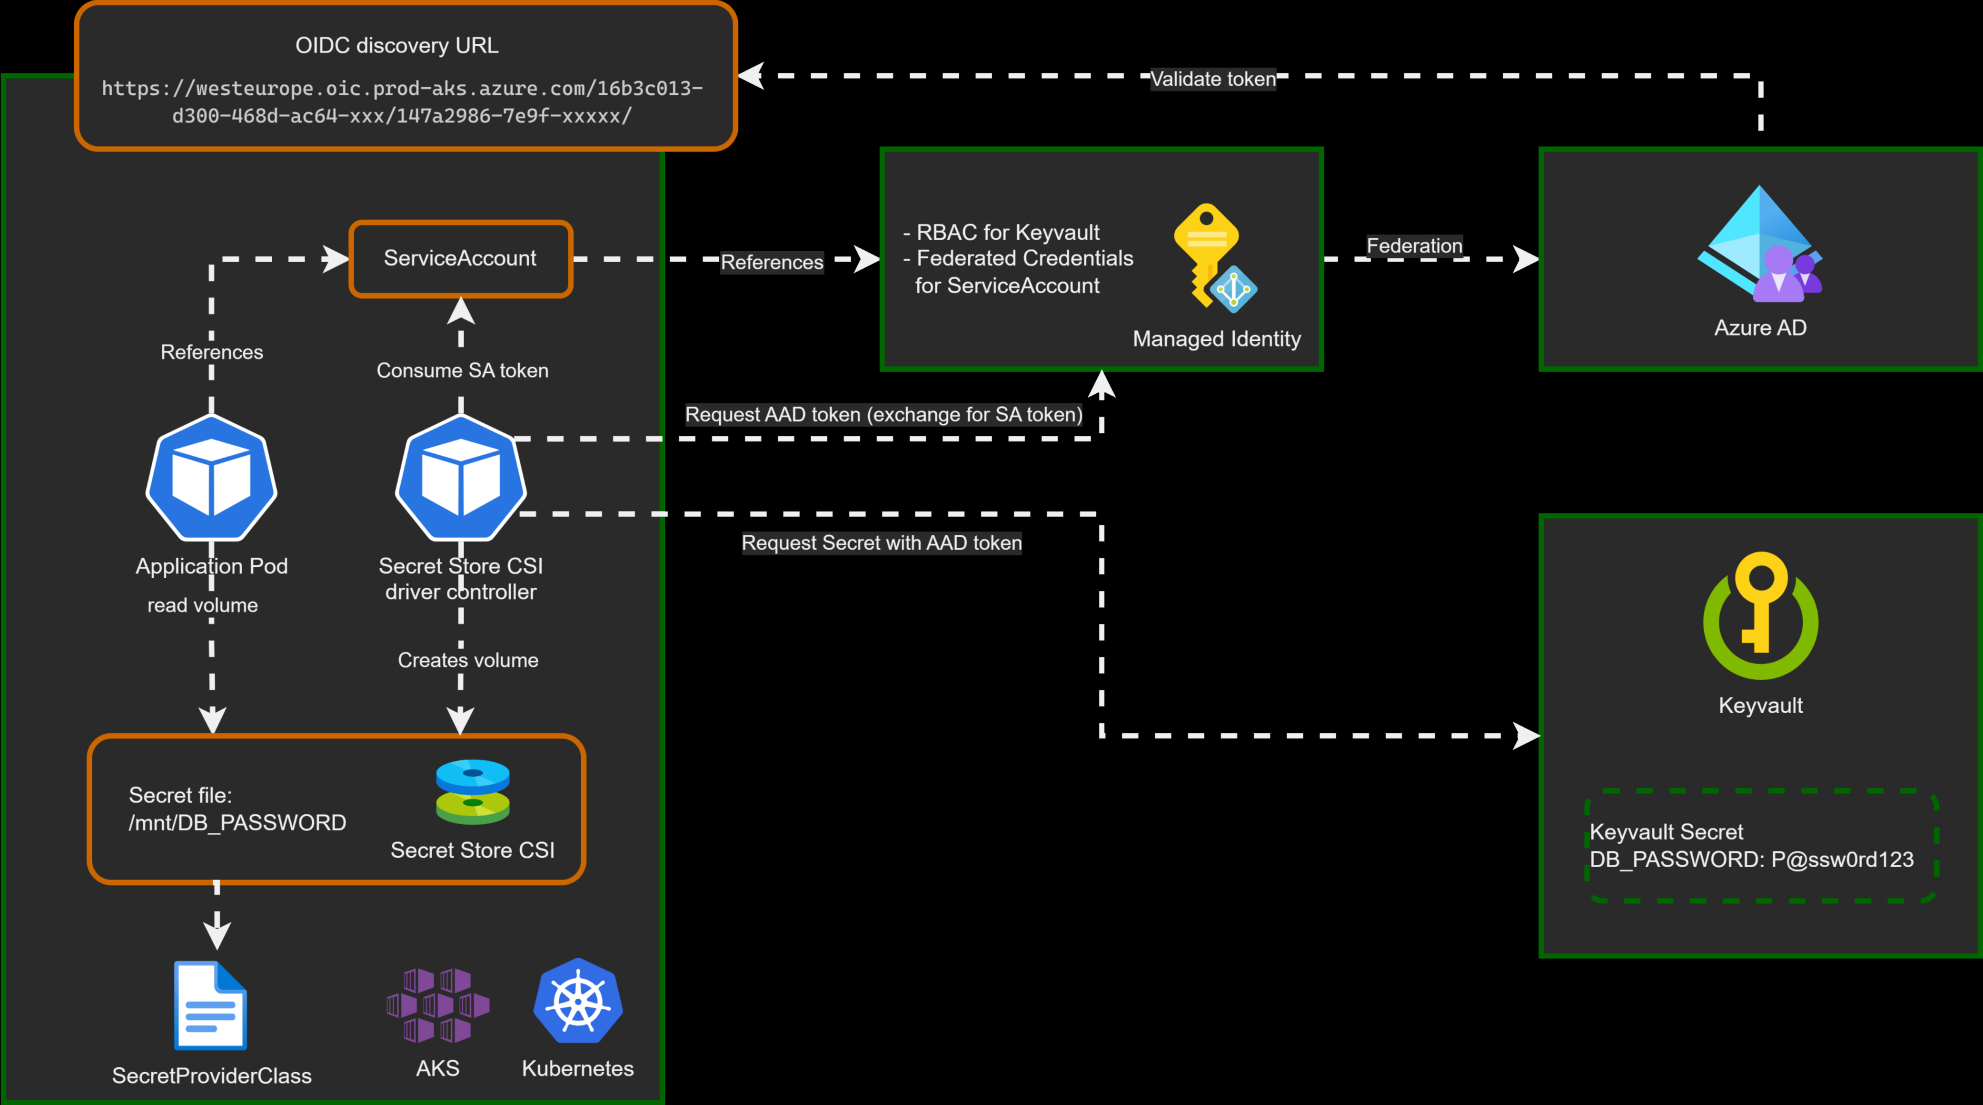 OIDC discovery URL
https://westeurope.oic.prod-aks.azure.com/16b3c013-
d300-468d-ac64-xxx/147a2986-7e9f-xxxxx/
Validate token
ServiceAccount
References
- RBAC for Keyvault
- Federated Credentials
for ServiceAccount
Managed Identity
Federation
Azure AD
References
Consume SA token
Request AAD token (exchange for SA token)
Application Pod
read volume
Secret Store CSI
driver controller
Request Secret with AAD token
Creates volume
Keyvault
Secret file:
/mnt/DB_PASSWORD
Secret Store CSI
Keyvault Secret
DB_PASSWORD: P@ssw0rd123
SecretProviderClass
AKS
Kubernetes